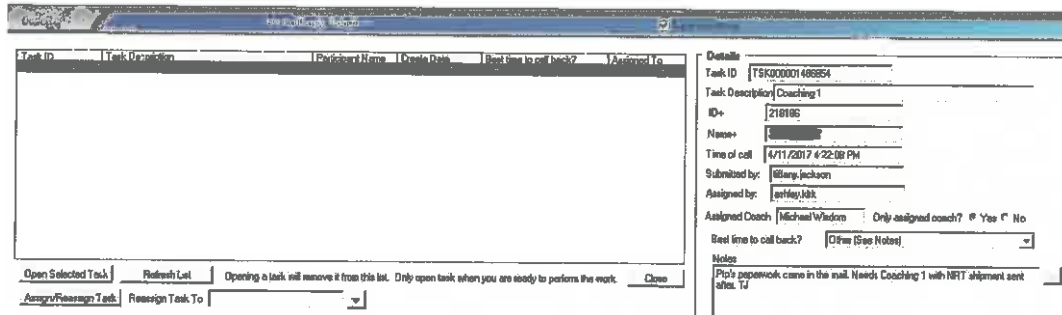 Task ID Task Description Participant Name Create Date Best time to call back? Assigned To
Open Selected Task Refresh List Opening a task will remove it from this list. Only open task when you are ready to perform the work. Close
Assign/Reassign Task Reassign Task To
Details
Task ID TSK000001486854
Task Description Coaching 1
ID+ 218186
Name+
Time of call 4/11/2017 4:22:08 PM
Submitted by: tiffany.jackson
Assigned by: ashley.kirk
Assigned Coach Michael Wisdom Only assigned coach? Yes No
Best time to call back? Other (See Notes)
Notes
Ptp's paperwork came in the mail. Needs Coaching 1 with NRT shipment sent
after. TJ